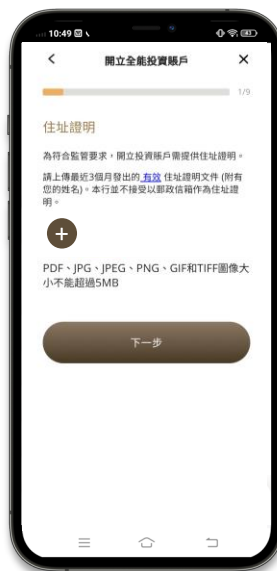 10:49
開立全能投資賬戶
1/9
住址證明
為符合監管要求，開立投資賬戶需提供住址證明。
請上傳最近3個月發出的 有效 住址證明文件 (附有
您的姓名)。本行並不接受以郵政信箱作為住址證
明。
PDF、JPG、JPEG、PNG、GIF和TIFF圖像大
小不能超過5MB
下一步